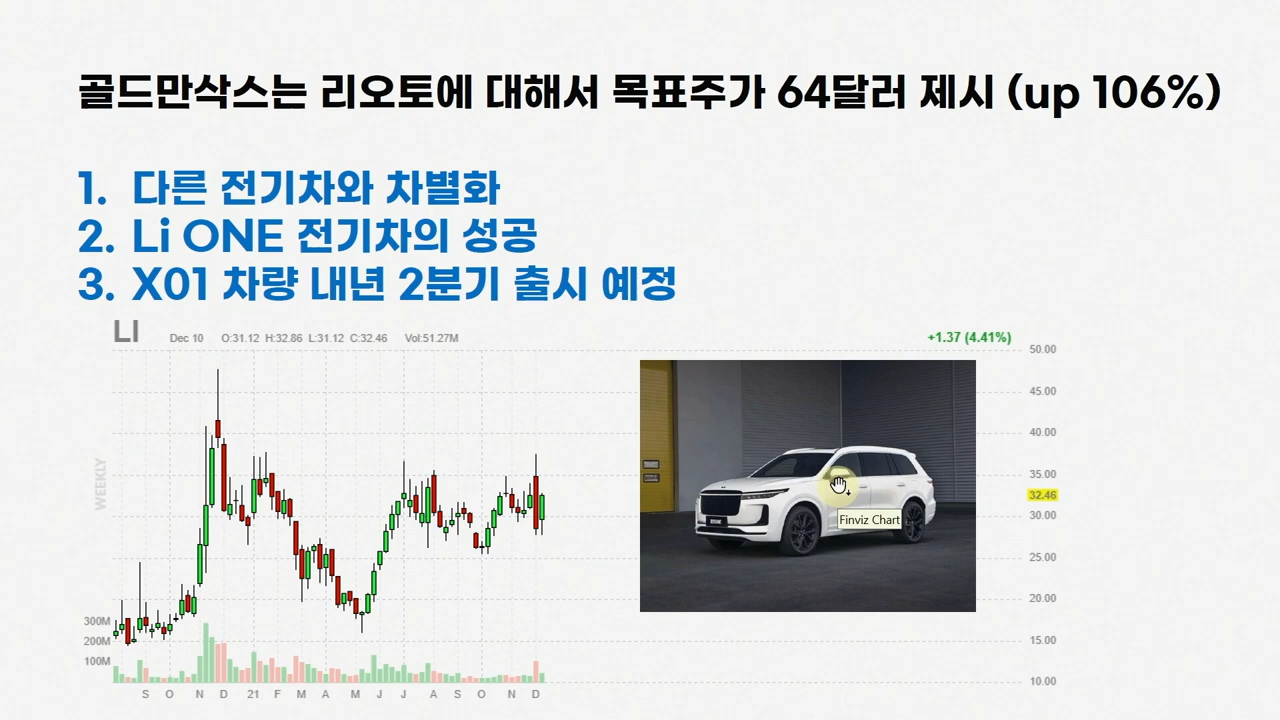 골드만삭스는 리오토에 대해서 목표주가 64달러 제시 (up 106%)
1. 다른 전기차와 차별화
2. Li ONE 전기차의 성공
3. X01 차량 내년 2분기 출시 예정
LI Dec 10 O:31.12 H:32.86 L:31.12 C:32.46 Vol:51.27M +1.37 (4.41%)
50.00
45.00
40.00
35.00
32.46
30.00
25.00
20.00
15.00
10.00
WEEKLY
300M
200M
100M
Finviz Chart
S O N D 21 F M A M J J A S O N D